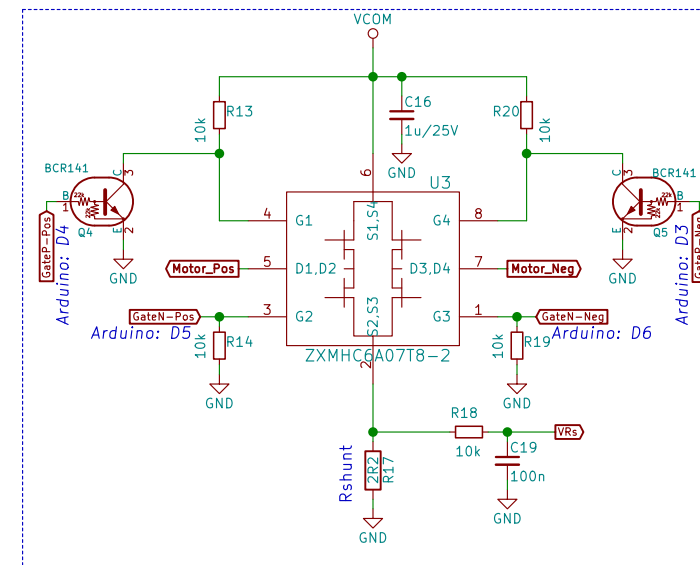 VCOM
C16
1u/25V
GND
R13
10k
R20
10k
BCR141
22k
22k
B
1
C
3
E
2
Q4
GND
GateP-Pos
Arduino: D4
BCR141
22k
22k
B
1
C
3
E
2
Q5
GND
GateP-Neg
Arduino: D3
U3
6
S1,S4
4
G1
G4
8
Motor_Pos
5
D1,D2
D3,D4
7
Motor_Neg
GateN-Pos
3
G2
S2,S3
G3
1
GateN-Neg
Arduino: D5
Arduino: D6
10k
R14
GND
ZXMHC6A07T8-2
2
10k
R19
GND
R18
10k
VRs
C19
100n
GND
Rshunt
2R2
R17
GND